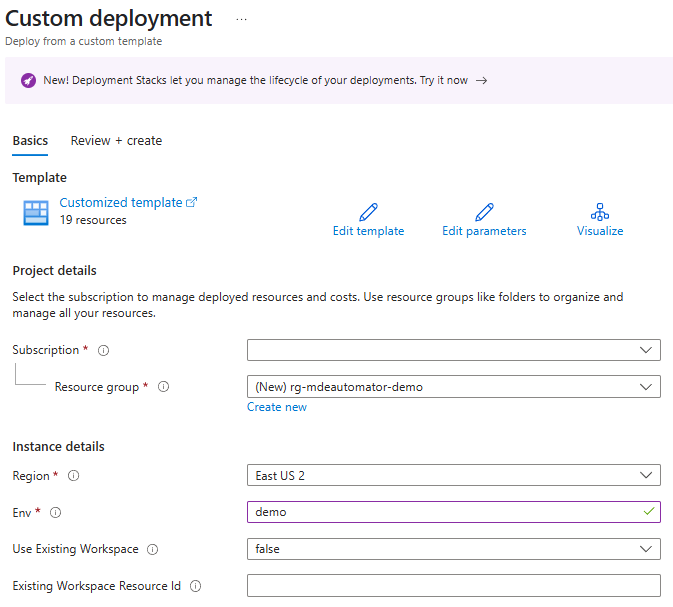 Custom deployment ...
Deploy from a custom template
New! Deployment Stacks let you manage the lifecycle of your deployments. Try it now →
Basics Review + create
Template
Customized template
19 resources
Edit template Edit parameters Visualize
Project details
Select the subscription to manage deployed resources and costs. Use resource groups like folders to organize and
manage all your resources.
Subscription *
Resource group * (New) rg-mdeautomator-demo
Create new
Instance details
Region * East US 2
Env * demo
Use Existing Workspace false
Existing Workspace Resource Id